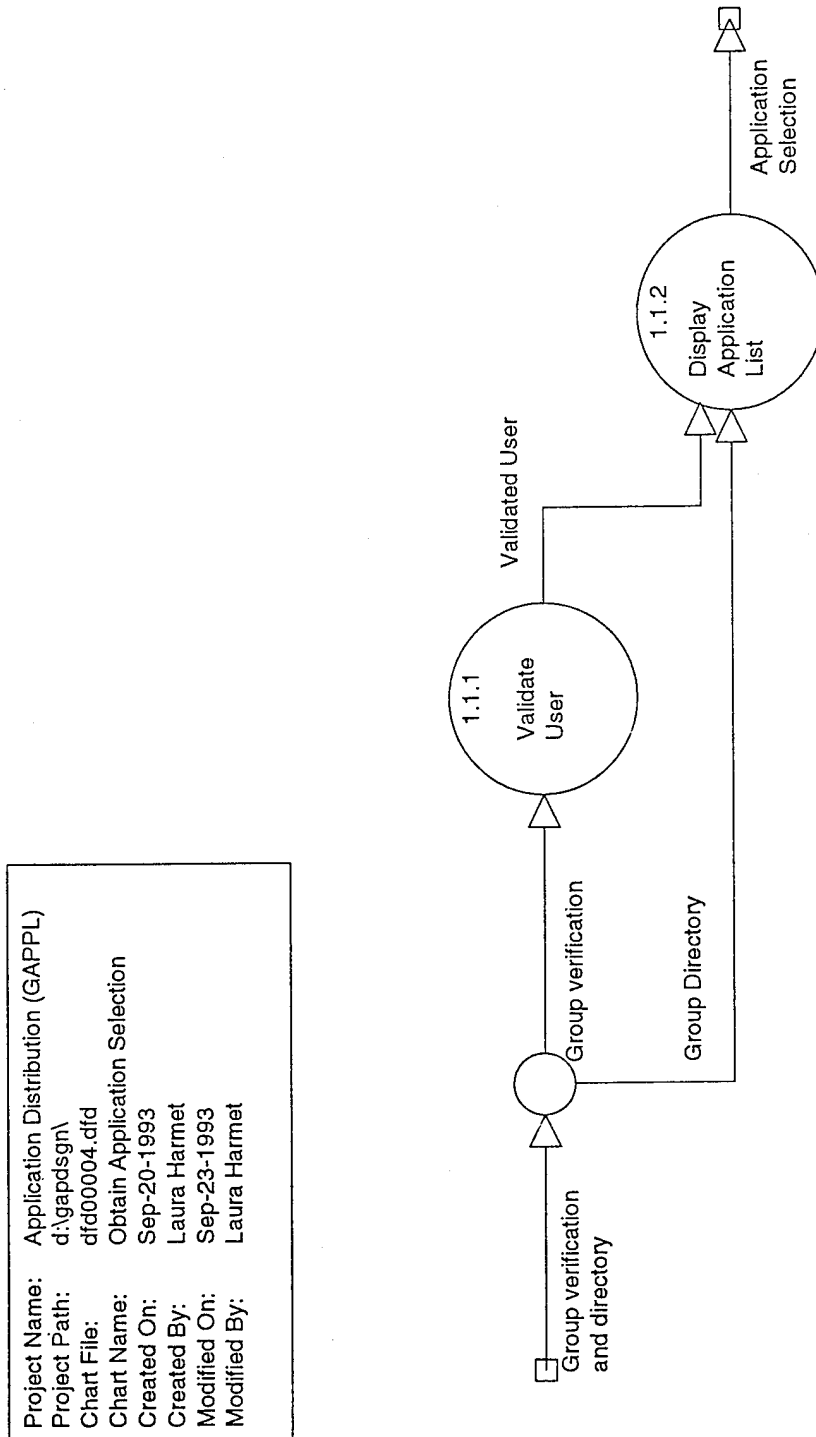 Project Name: Application Distribution (GAPPL)
Project Path: d:\gapdsgn\
Chart File: dfd00004.dfd
Chart Name: Obtain Application Selection
Created On: Sep-20-1993
Created By: Laura Harmet
Modified On: Sep-23-1993
Modified By: Laura Harmet
Group verification
and directory
Group verification
Group Directory
1.1.1
Validate
User
Validated User
1.1.2
Display
Application
List
Application
Selection